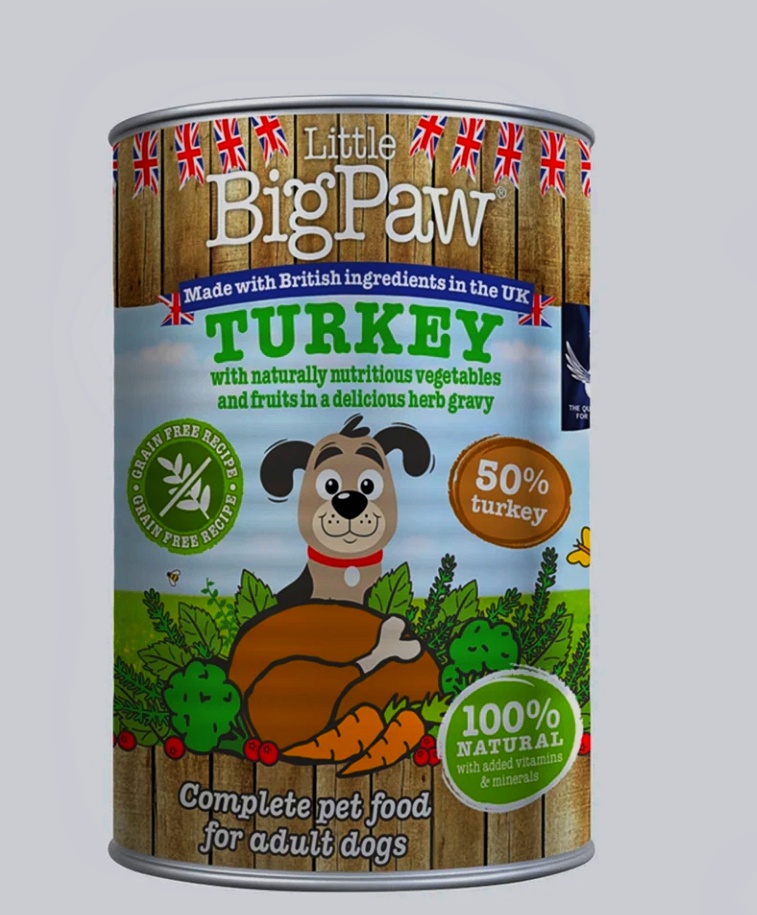 Little
BigPaw®
Made with British ingredients in the UK
TURKEY
with naturally nutritious vegetables
and fruits in a delicious herb gravy
GRAIN FREE RECIPE
GRAIN FREE RECIPE
50%
turkey
THE
FOR
100%
NATURAL
with added vitamins
& minerals
Complete pet food
for adult dogs